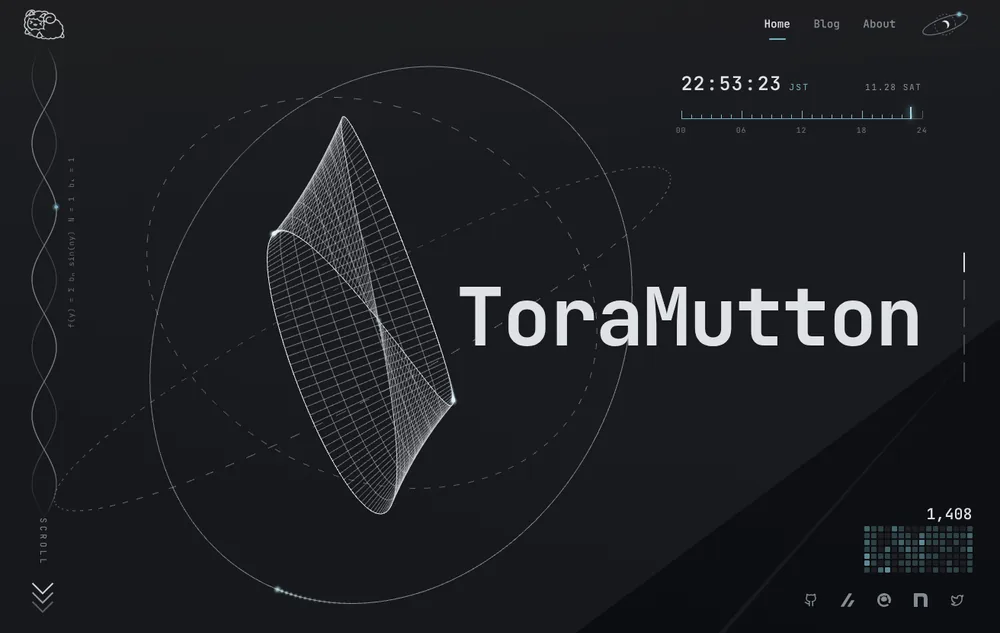 Home Blog About
22:53:23 JST 11.28 SAT
00 06 12 18 24
ToraMutton
SCROLL
1,408